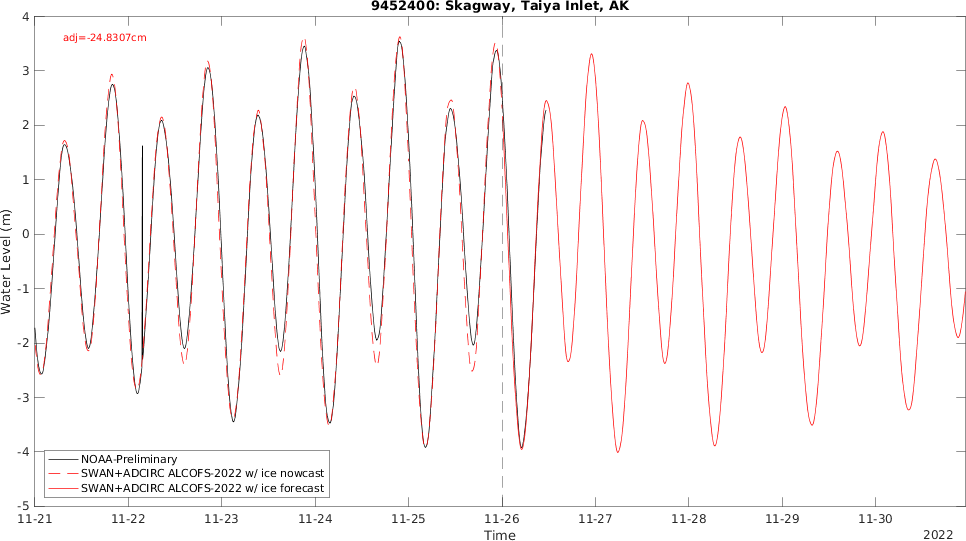 9452400: Skagway, Taiya Inlet, AK
adj=-24.8307cm
4
3
2
1
0
-1
-2
-3
-4
-5
Water Level (m)
NOAA-Preliminary
SWAN+ADCIRC ALCOFS-2022 w/ ice nowcast
SWAN+ADCIRC ALCOFS-2022 w/ ice forecast
11-21 11-22 11-23 11-24 11-25 11-26 11-27 11-28 11-29 11-30
Time
2022